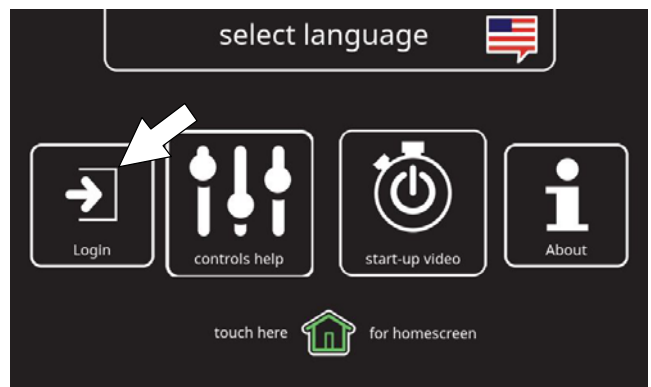 select language
Login
controls help
start-up video
About
touch here for homescreen